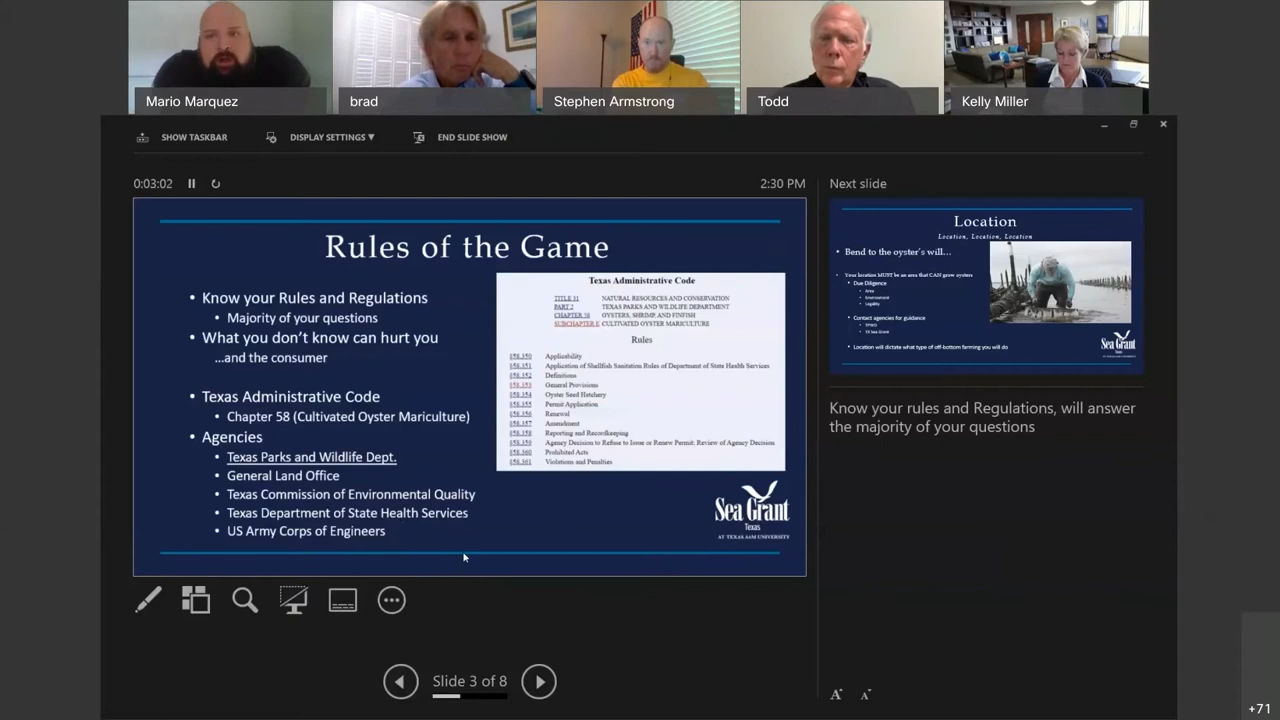 Mario Marquez
brad
Stephen Armstrong
Todd
Kelly Miller
SHOW TASKBAR
DISPLAY SETTINGS ▼
END SLIDE SHOW
0:03:02
2:30 PM
Rules of the Game
• Know your Rules and Regulations
• Majority of your questions
• What you don't know can hurt you
...and the consumer
• Texas Administrative Code
• Chapter 58 (Cultivated Oyster Mariculture)
• Agencies
• Texas Parks and Wildlife Dept.
• General Land Office
• Texas Commission of Environmental Quality
• Texas Department of State Health Services
• US Army Corps of Engineers
Texas Administrative Code
TITLE 31 NATURAL RESOURCES AND CONSERVATION
PART 2 TEXAS PARKS AND WILDLIFE DEPARTMENT
CHAPTER 58 OYSTERS, SHRIMP, AND FINFISH
SUBCHAPTER E CULTIVATED OYSTER MARICULTURE
Rules
§58.350 Applicability
§58.351 Application of Shellfish Sanitation Rules of Department of State Health Services
§58.352 Definitions
§58.353 General Provisions
§58.354 Oyster Seed Hatchery
§58.355 Permit Application
§58.356 Renewal
§58.357 Amendment
§58.358 Reporting and Recordkeeping
§58.359 Agency Decision to Refuse to Issue or Renew Permit; Review of Agency Decision
§58.360 Prohibited Acts
§58.361 Violations and Penalties
Sea Grant
Texas
AT TEXAS A&M UNIVERSITY
Next slide
Location
Location, Location, Location
• Bend to the oyster's will...
• Your location MUST be an area that CAN grow oysters
• Due Diligence
• Area
• Environment
• Legality
• Contact agencies for guidance
• TPWD
• TX Sea Grant
• Location will dictate what type of off-bottom farming you will do
Sea Grant
Texas
Know your rules and Regulations, will answer
the majority of your questions
Slide 3 of 8
A A
+71